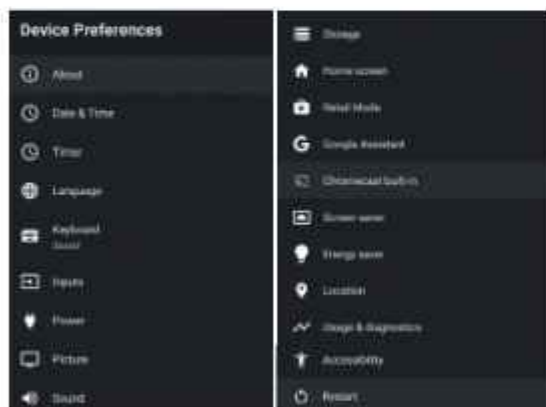 Device Preferences
About
Date & Time
Timer
Language
Keyboard
Inputs
Power
Picture
Sound
Storage
Home screen
Retail Mode
Google Assistant
Chromecast built-in
Screen saver
Energy saver
Location
Usage & diagnostics
Accessibility
Restart